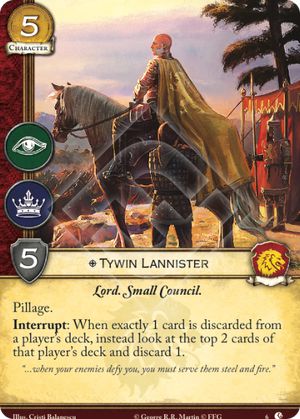 5
CHARACTER
5
Tywin Lannister
Lord. Small Council.
Pillage.
Interrupt: When exactly 1 card is discarded from
a player's deck, instead look at the top 2 cards of
that player's deck and discard 1.
"...when your enemies defy you, you must serve them steel and fire."
Illus. Cristi Balanescu © George R.R. Martin © FFG 6